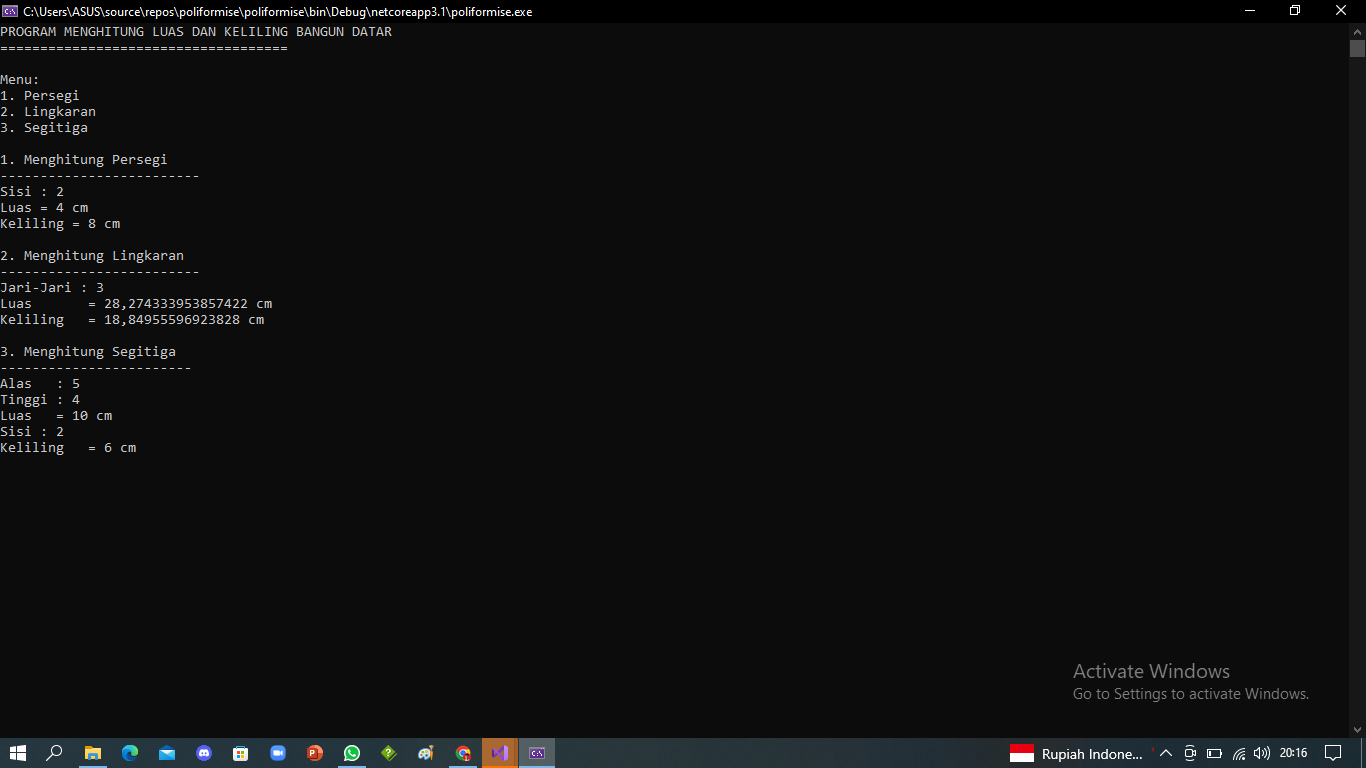 C:\Users\ASUS\source\repos\poliformise\poliformise\bin\Debug\netcoreapp3.1\poliformise.exe
PROGRAM MENGHITUNG LUAS DAN KELILING BANGUN DATAR
====================================
Menu:
1. Persegi
2. Lingkaran
3. Segitiga
1. Menghitung Persegi
-------------------------
Sisi : 2
Luas = 4 cm
Keliling = 8 cm
2. Menghitung Lingkaran
-------------------------
Jari-Jari : 3
Luas       = 28,274333953857422 cm
Keliling   = 18,84955596923828 cm
3. Menghitung Segitiga
------------------------
Alas   : 5
Tinggi : 4
Luas   = 10 cm
Sisi : 2
Keliling   = 6 cm
Activate Windows
Go to Settings to activate Windows.
Rupiah Indone... 20:16